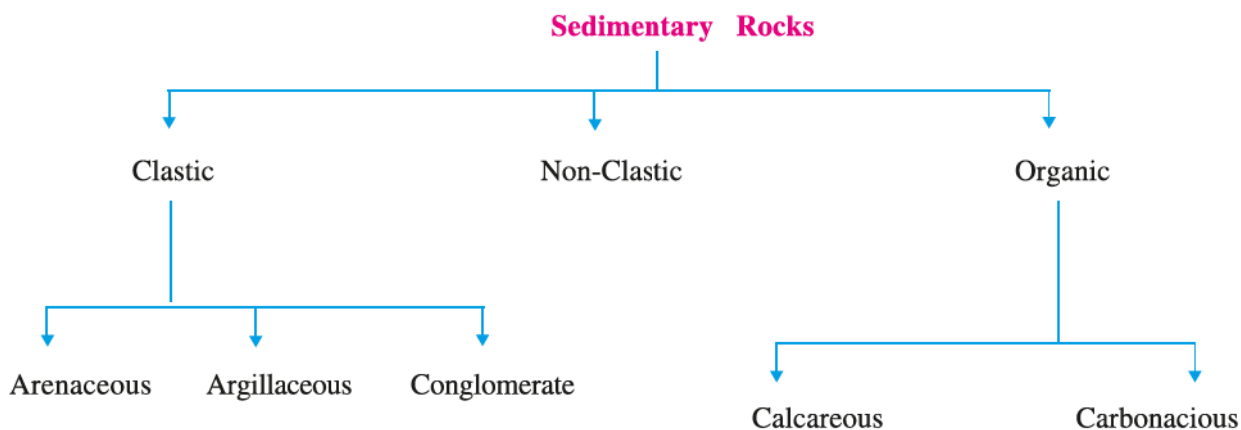 Sedimentary Rocks
Clastic
Non-Clastic
Organic
Arenaceous
Argillaceous
Conglomerate
Calcareous
Carbonacious